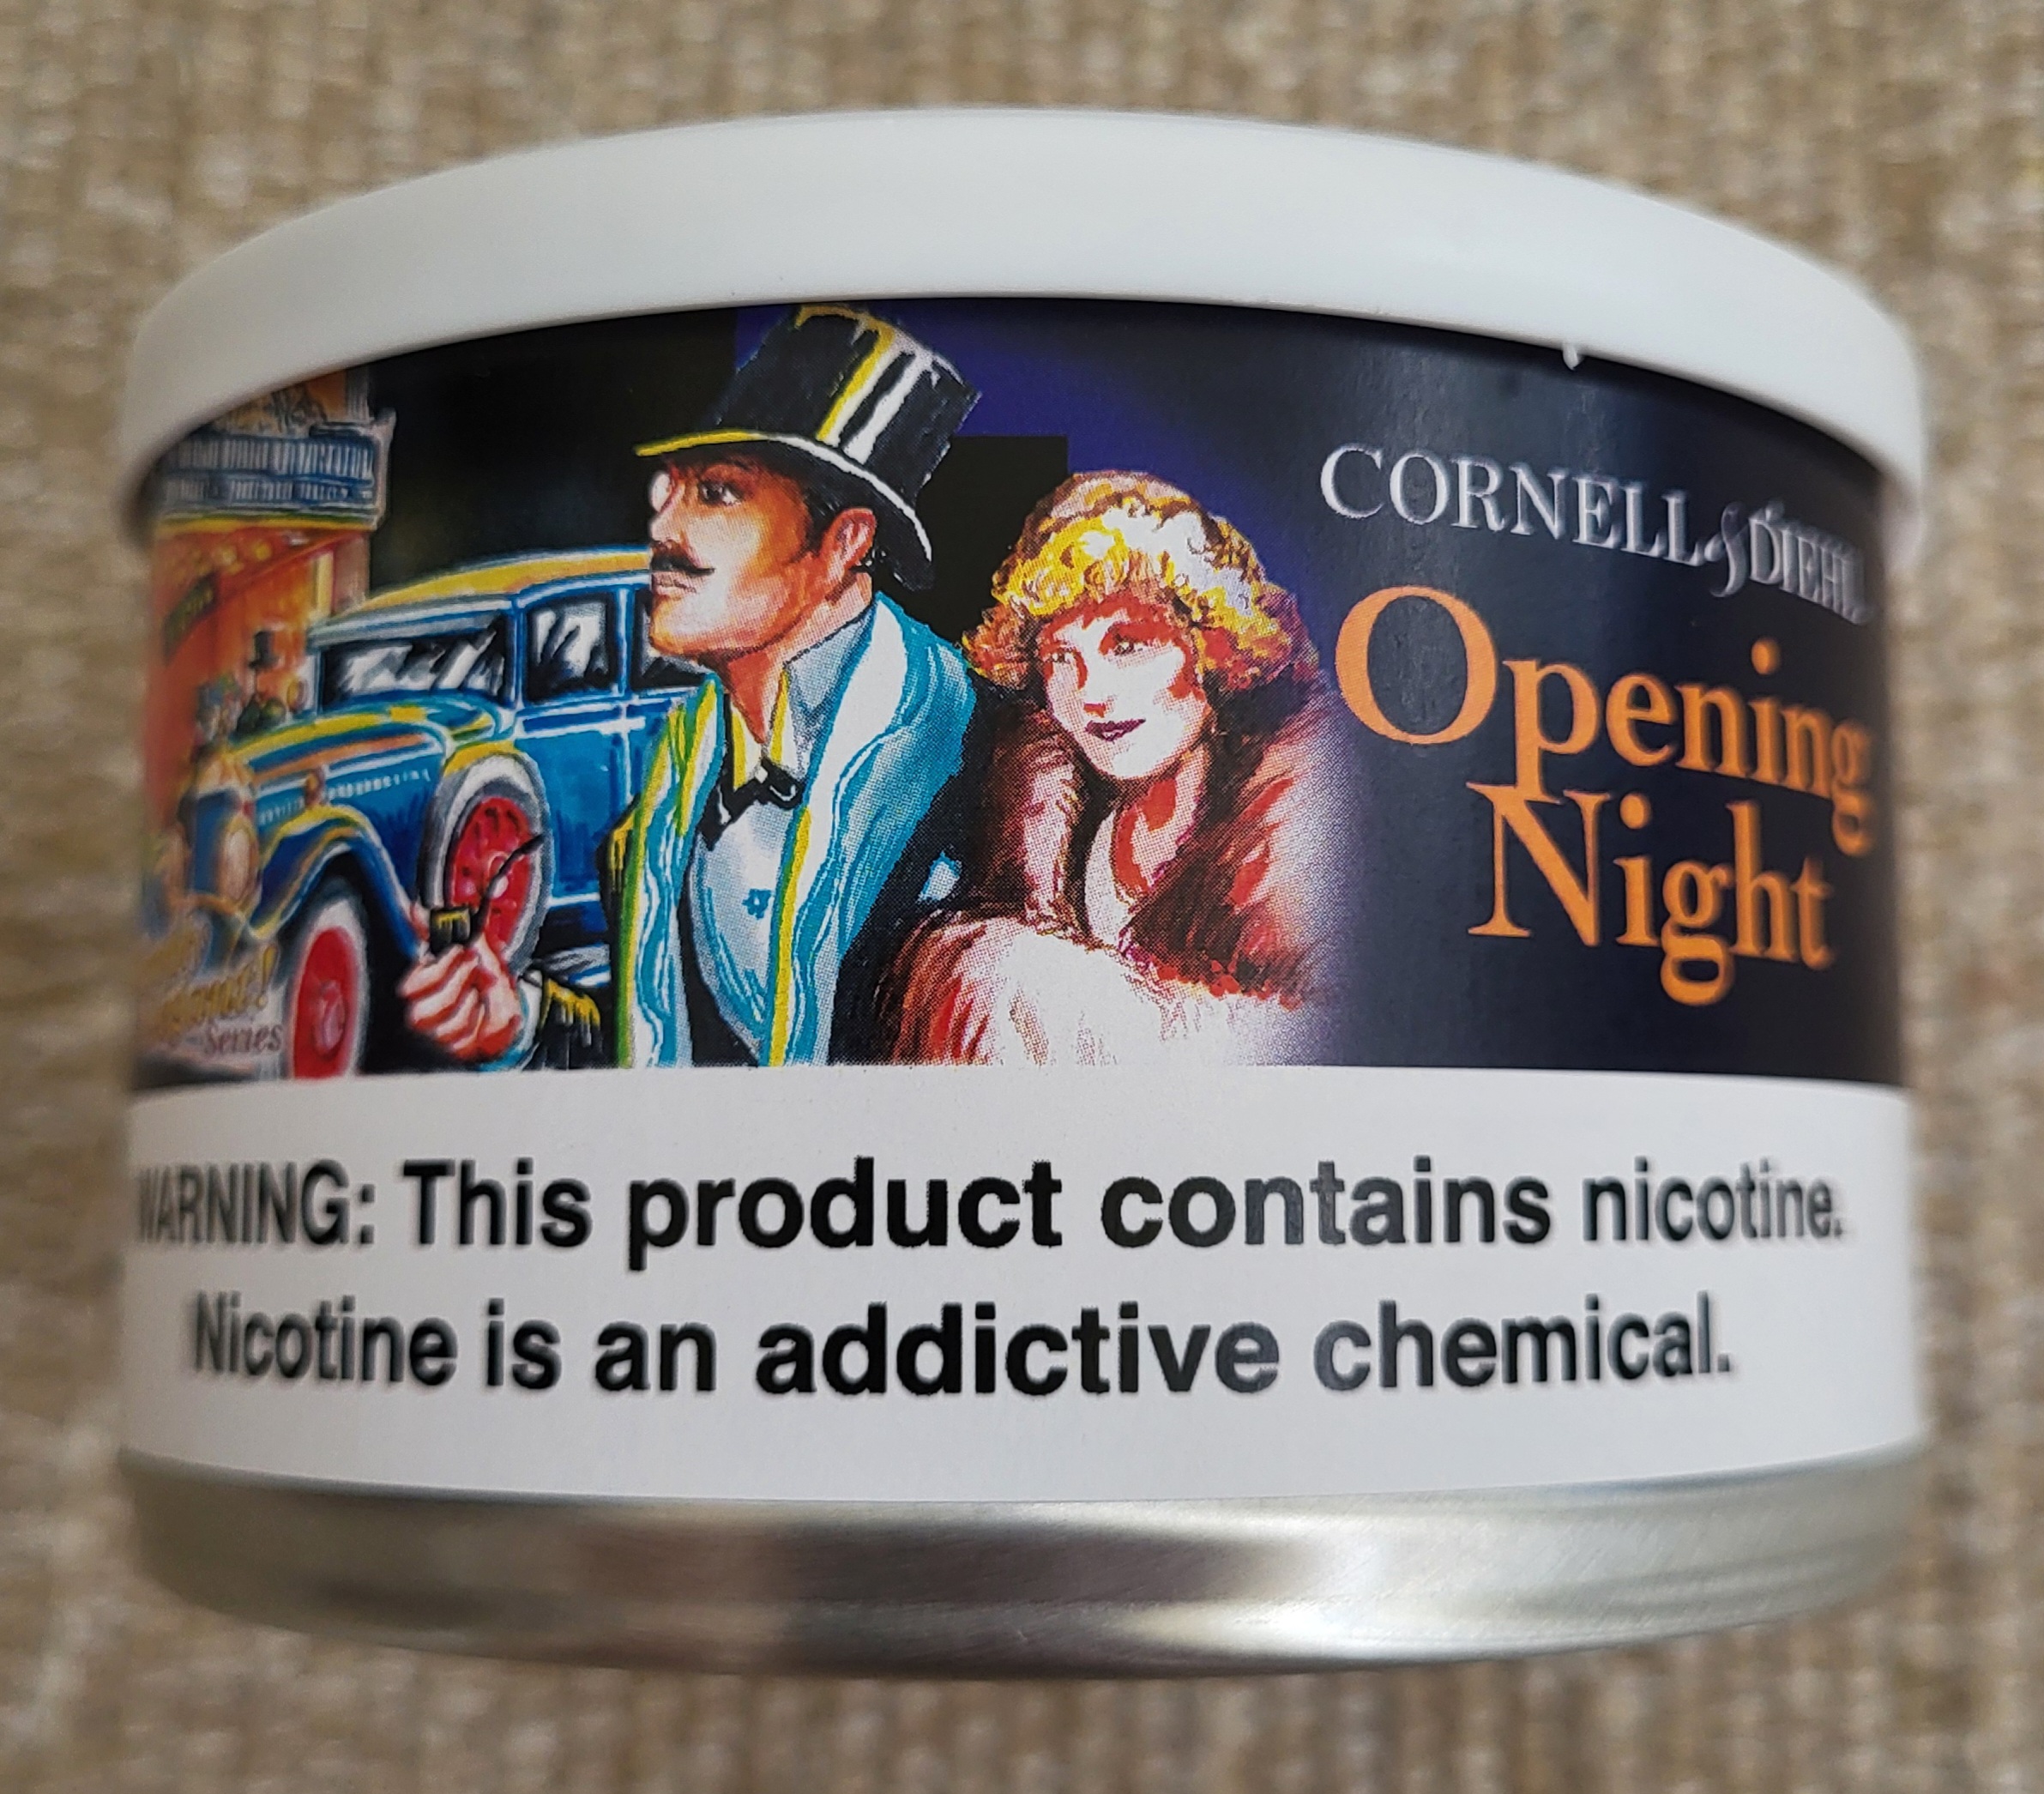 CORNELL & DIEHL
Opening
Night
Series
WARNING: This product contains nicotine.
Nicotine is an addictive chemical.